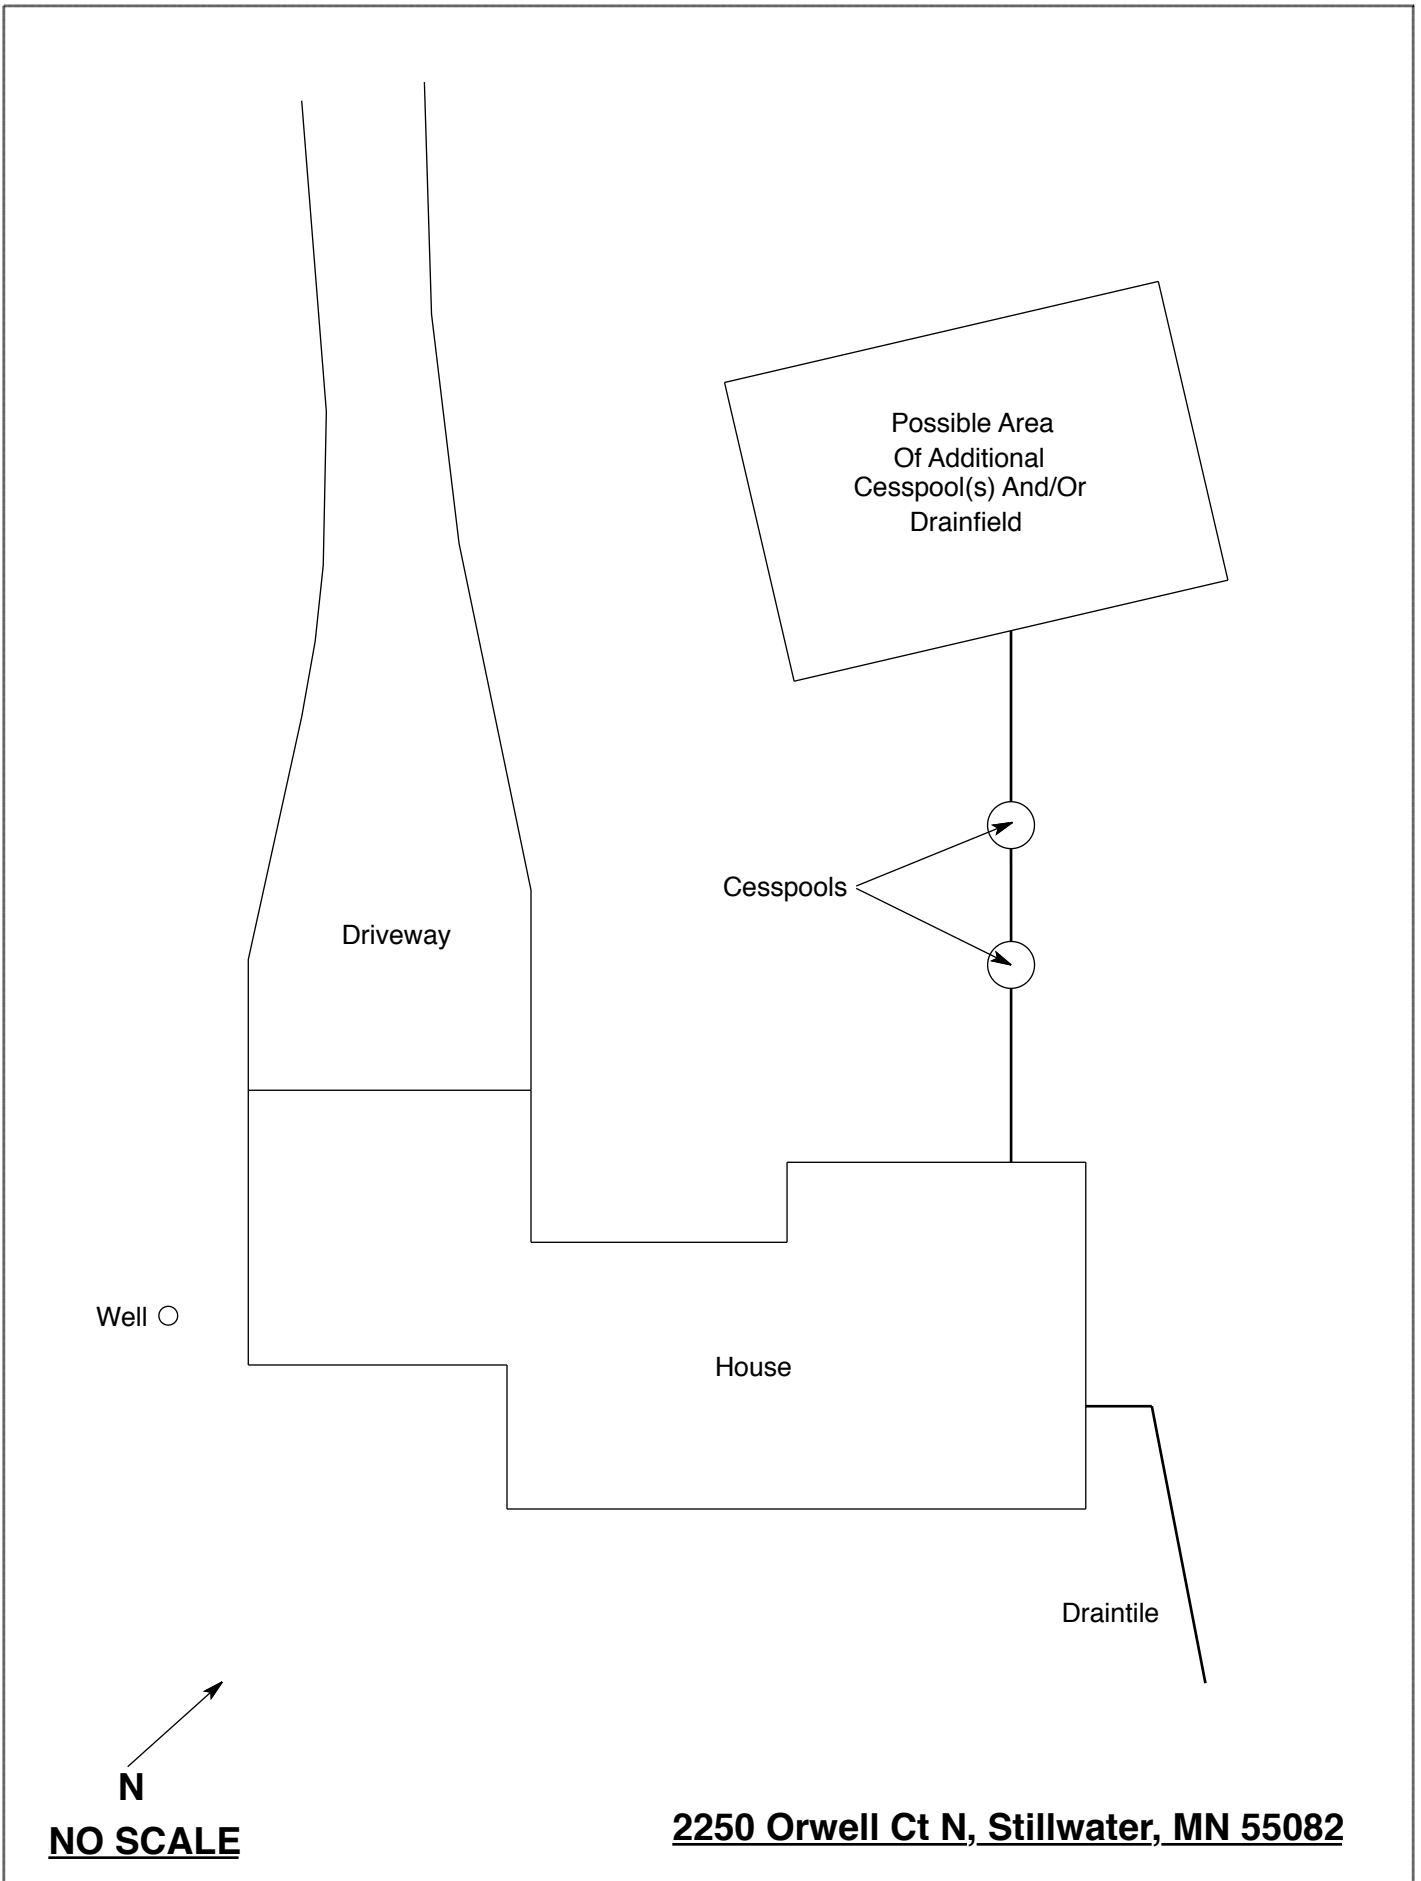 Possible Area
Of Additional
Cesspool(s) And/Or
Drainfield
Cesspools
Driveway
Well
House
Draintile
N
NO SCALE
2250 Orwell Ct N, Stillwater, MN 55082